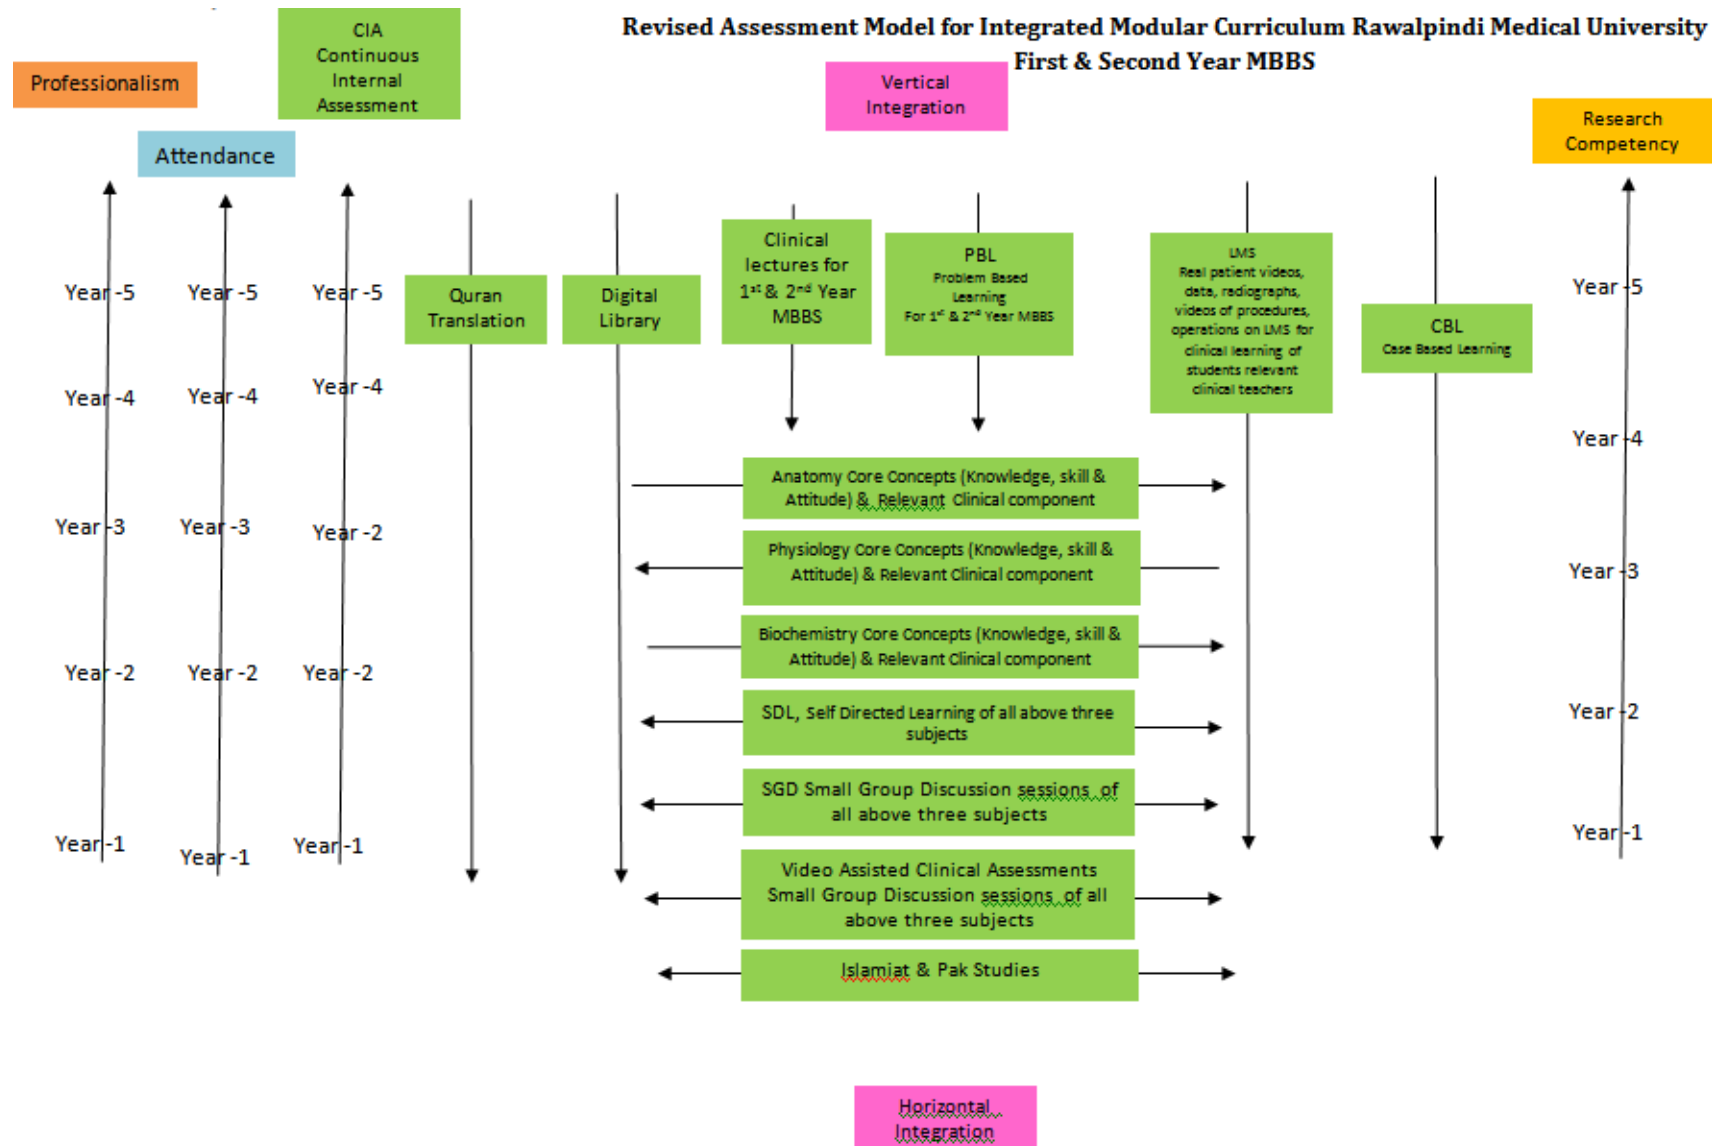 Revised Assessment Model for Integrated Modular Curriculum Rawalpindi Medical University
First & Second Year MBBS
Professionalism
Attendance
CIA
Continuous
Internal
Assessment
Vertical
Integration
Research
Competency
Year -5
Year -4
Year -3
Year -2
Year -1
Year -5
Year -4
Year -3
Year -2
Year -1
Year -5
Year -4
Year -2
Year -2
Year -1
Quran
Translation
Digital
Library
Clinical
lectures for
1st & 2nd Year
MBBS
PBL
Problem Based
Learning
For 1st & 2nd Year MBBS
LMS
Real patient videos,
data, radiographs,
videos of procedures,
operations on LMS for
clinical learning of
students relevant
clinical teachers
CBL
Case Based Learning
Year -5
Year -4
Year -3
Year -2
Year -1
Anatomy Core Concepts (Knowledge, skill &
Attitude) & Relevant Clinical component
Physiology Core Concepts (Knowledge, skill &
Attitude) & Relevant Clinical component
Biochemistry Core Concepts (Knowledge, skill &
Attitude) & Relevant Clinical component
SDL, Self Directed Learning of all above three
subjects
SGD Small Group Discussion sessions of
all above three subjects
Video Assisted Clinical Assessments
Small Group Discussion sessions of all
above three subjects
Islamiat & Pak Studies
Horizontal
Integration